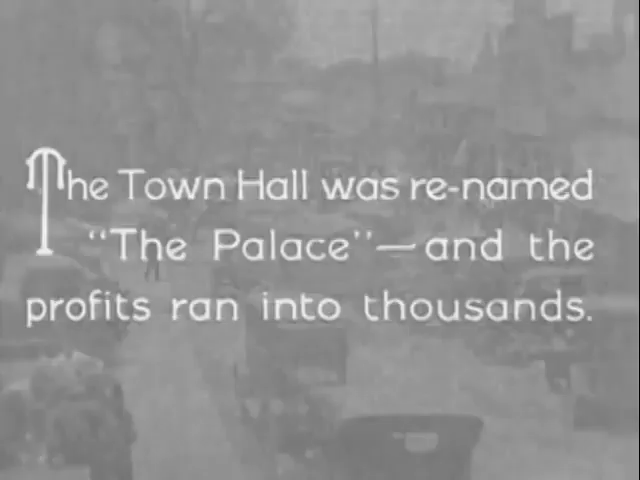 The Town Hall was re-named
"The Palace"—and the
profits ran into thousands.